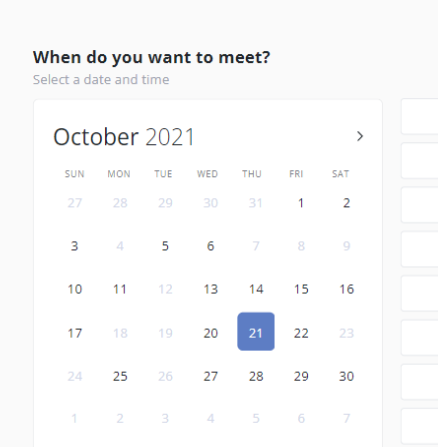 When do you want to meet?
Select a date and time
October 2021
SUN MON TUE WED THU FRI SAT
27 28 29 30 31 1 2
3 4 5 6 7 8 9
10 11 12 13 14 15 16
17 18 19 20 21 22 23
24 25 26 27 28 29 30
1 2 3 4 5 6 7